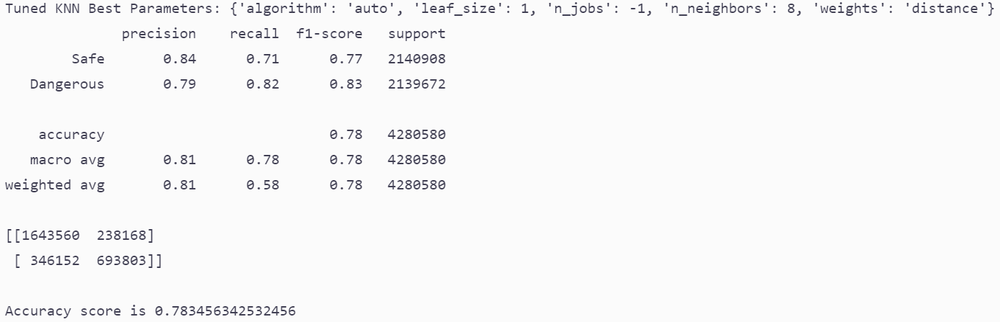 Tuned KNN Best Parameters: {'algorithm': 'auto', 'leaf_size': 1, 'n_jobs': -1, 'n_neighbors': 8, 'weights': 'distance'}
precision recall f1-score support
Safe 0.84 0.71 0.77 2140908
Dangerous 0.79 0.82 0.83 2139672
accuracy 0.78 4280580
macro avg 0.81 0.78 0.78 4280580
weighted avg 0.81 0.58 0.78 4280580
[[1643560 238168]
[ 346152 693803]]
Accuracy score is 0.783456342532456